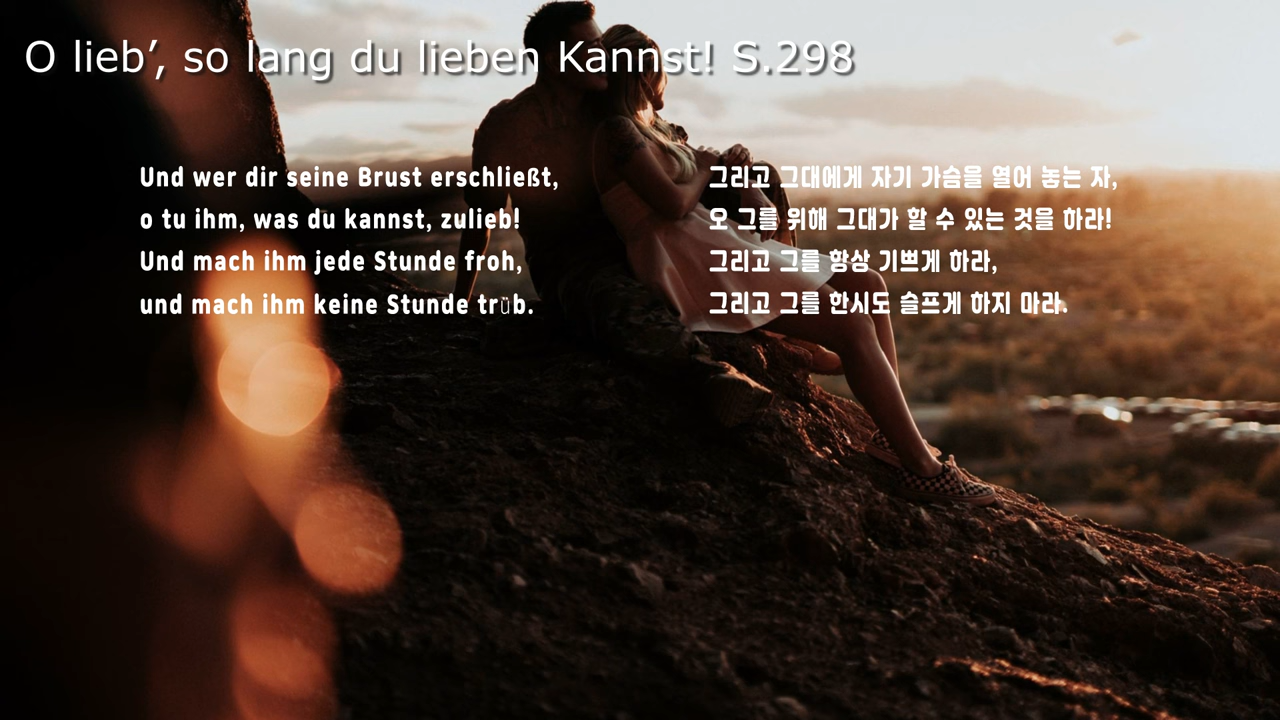 O lieb’, so lang du lieben Kannst! S.298
Und wer dir seine Brust erschließt,
o tu ihm, was du kannst, zulieb!
Und mach ihm jede Stunde froh,
und mach ihm keine Stunde trüb.
그리고 그대에게 자기 가슴을 열어 놓는 자,
오 그를 위해 그대가 할 수 있는 것을 하라!
그리고 그를 항상 기쁘게 하라,
그리고 그를 한시도 슬프게 하지 마라.